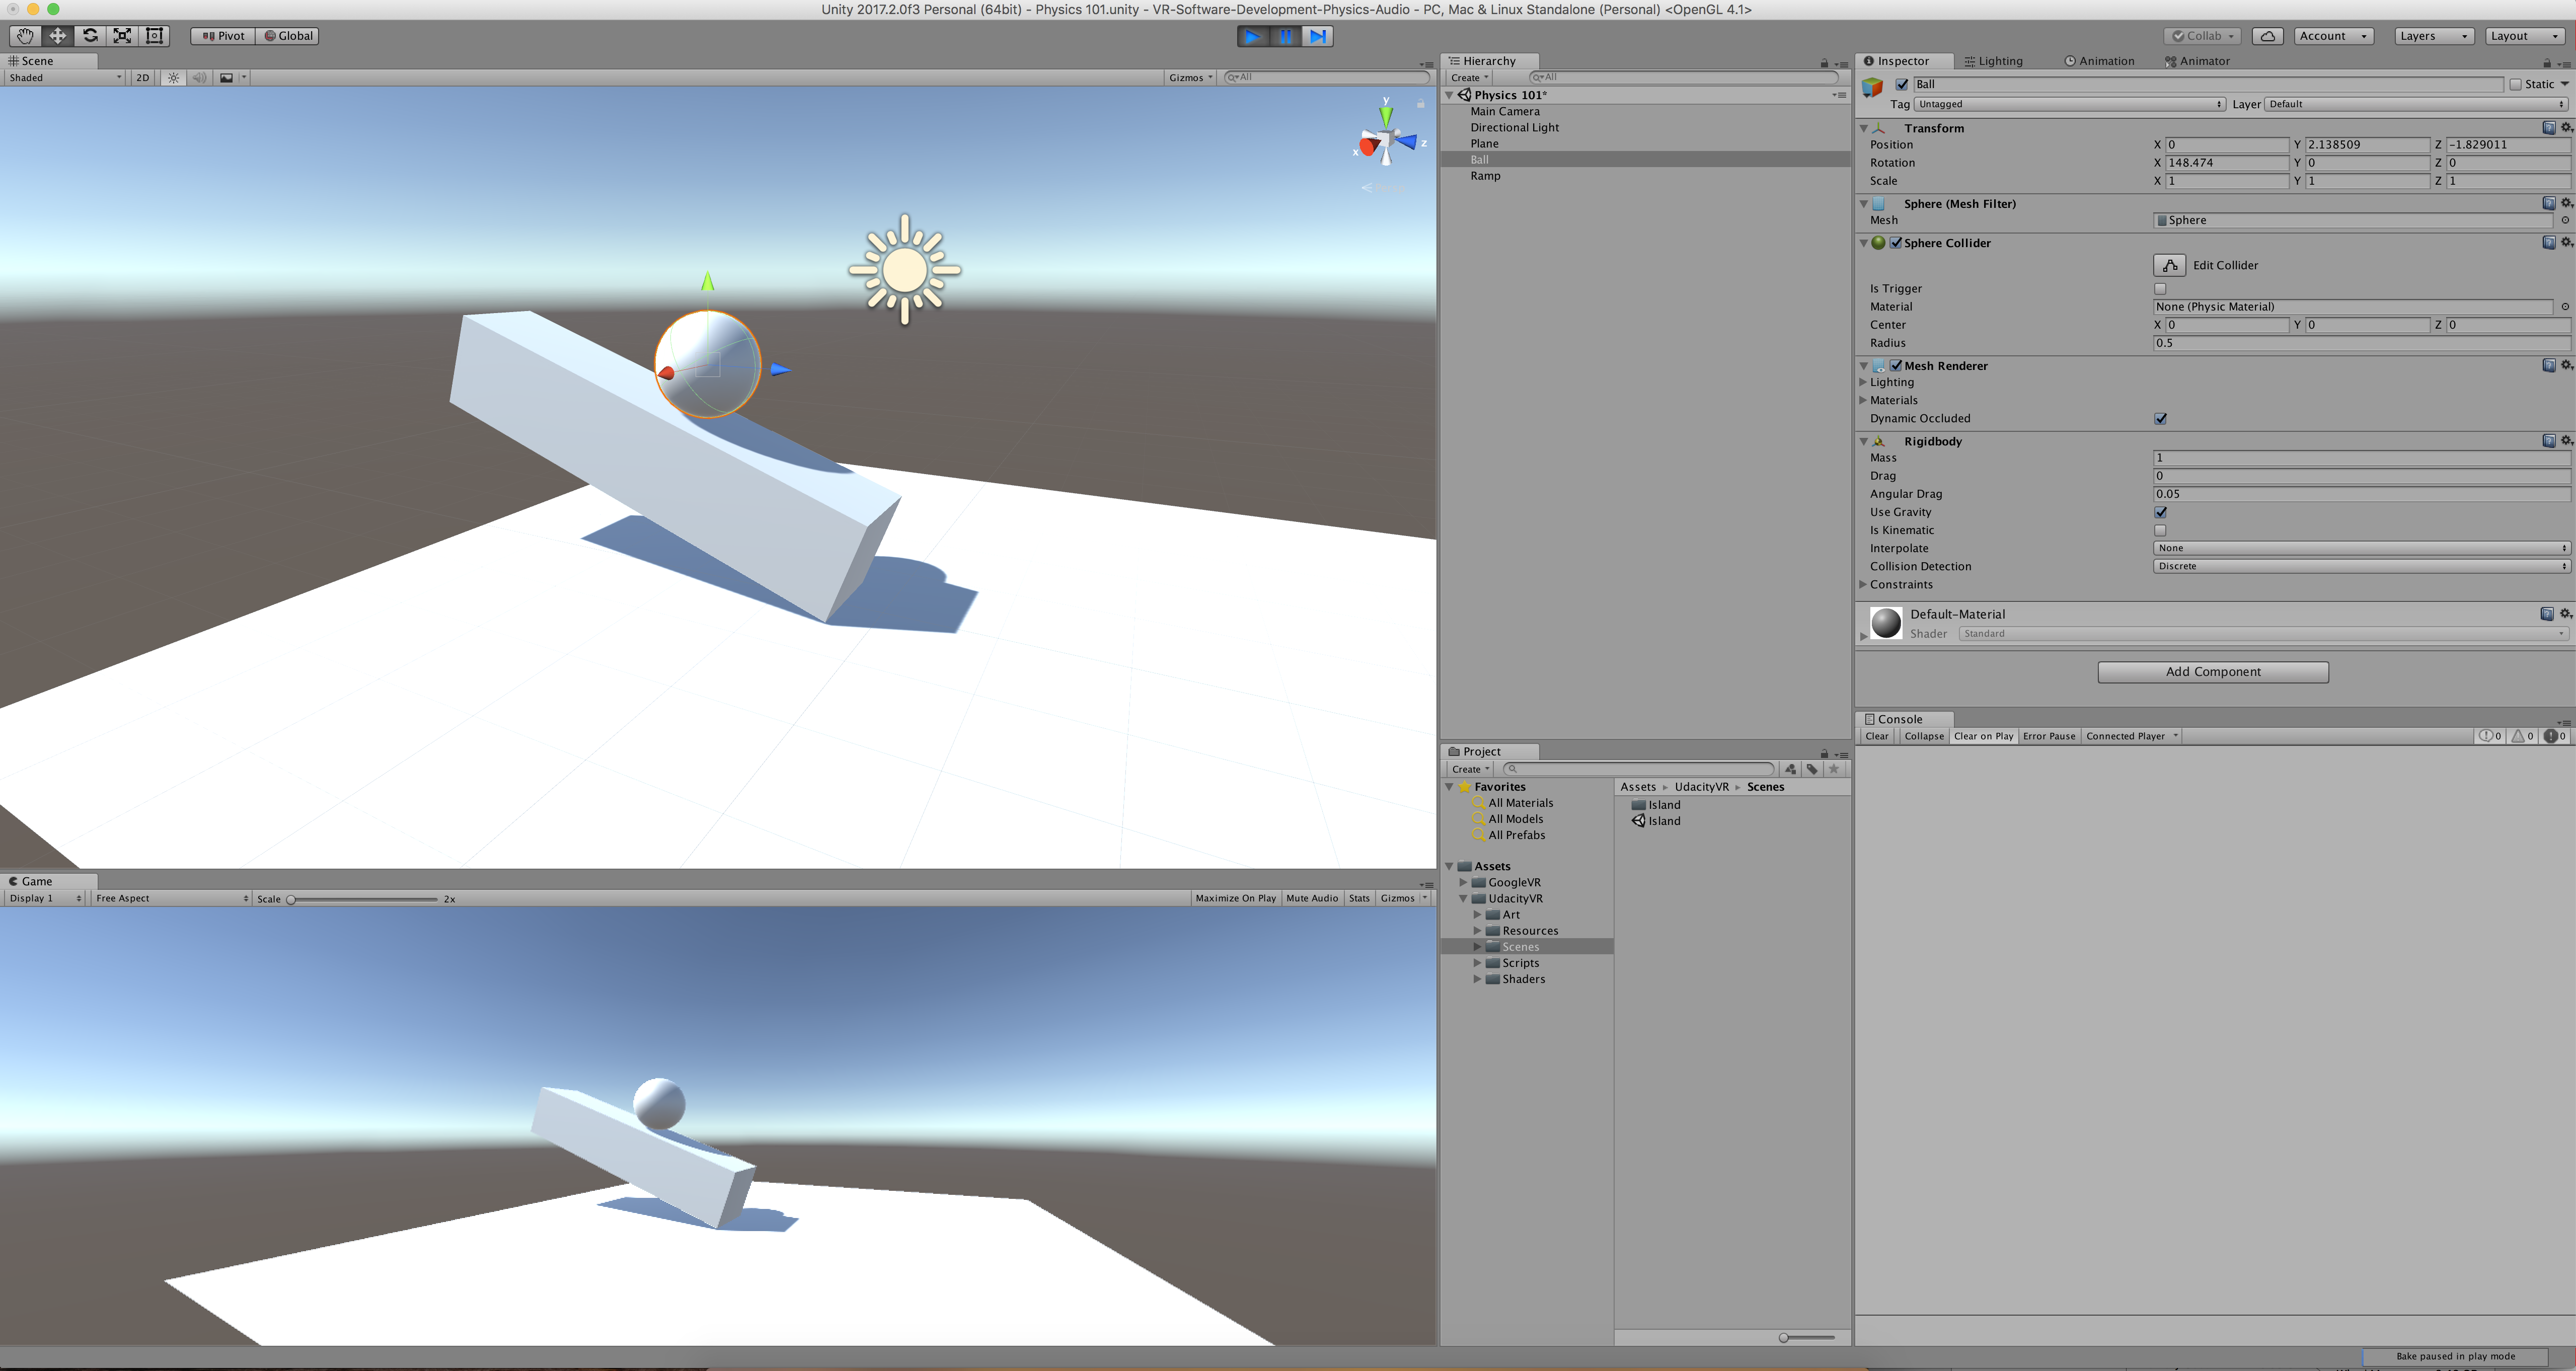 Unity 2017.2.0f3 Personal (64bit) - Physics 101.unity - VR-Software-Development-Physics-Audio - PC, Mac & Linux Standalone (Personal) <OpenGL 4.1>
Pivot Global
Collab Account Layers Layout
Scene
Shaded 2D Gizmos All
y
x z
Hierarchy
Create All
Physics 101*
Main Camera
Directional Light
Plane
Ball
Ramp
Inspector Lighting Animation Animator
Ball Static
Tag Untagged Layer Default
Transform
Position X 0 Y 2.138509 Z -1.829011
Rotation X 148.474 Y 0 Z 0
Scale X 1 Y 1 Z 1
Sphere (Mesh Filter)
Mesh Sphere
Sphere Collider
Edit Collider
Is Trigger
Material None (Physic Material)
Center X 0 Y 0 Z 0
Radius 0.5
Mesh Renderer
Lighting
Materials
Dynamic Occluded
Rigidbody
Mass 1
Drag 0
Angular Drag 0.05
Use Gravity
Is Kinematic
Interpolate None
Collision Detection Discrete
Constraints
Default-Material
Shader Standard
Add Component
Console
Clear Collapse Clear on Play Error Pause Connected Player 0 0 0
Project
Create
Favorites
All Materials
All Models
All Prefabs
Assets
GoogleVR
UdacityVR
Art
Resources
Scenes
Scripts
Shaders
Assets UdacityVR Scenes
Island
Island
Game
Display 1 Free Aspect Scale 2x Maximize On Play Mute Audio Stats Gizmos
Bake paused in play mode